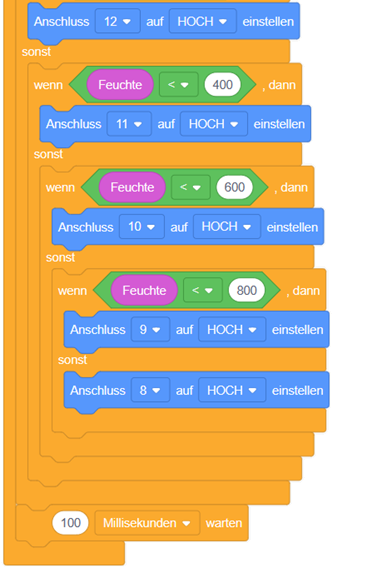 Anschluss 12 auf HOCH einstellen
sonst
wenn Feuchte < 400 , dann
Anschluss 11 auf HOCH einstellen
sonst
wenn Feuchte < 600 , dann
Anschluss 10 auf HOCH einstellen
sonst
wenn Feuchte < 800 , dann
Anschluss 9 auf HOCH einstellen
sonst
Anschluss 8 auf HOCH einstellen
100 Millisekunden warten